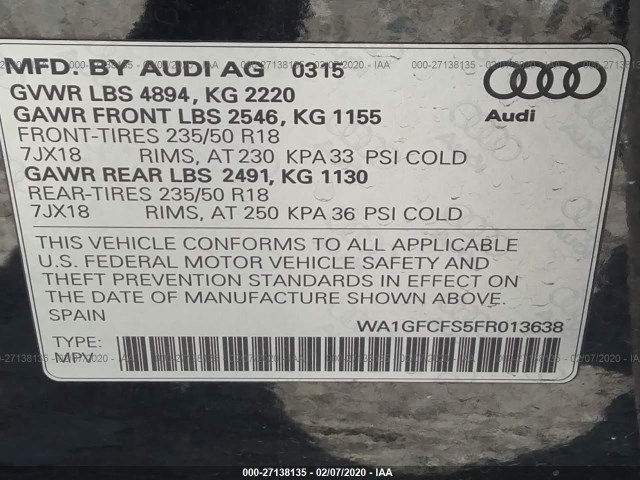 MFD. BY AUDI AG 0315
GVWR LBS 4894, KG 2220
GAWR FRONT LBS 2546, KG 1155
FRONT-TIRES 235/50 R18
7JX18 RIMS, AT 230 KPA 33 PSI COLD
GAWR REAR LBS 2491, KG 1130
REAR-TIRES 235/50 R18
7JX18 RIMS, AT 250 KPA 36 PSI COLD
Audi
THIS VEHICLE CONFORMS TO ALL APPLICABLE
U.S. FEDERAL MOTOR VEHICLE SAFETY AND
THEFT PREVENTION STANDARDS IN EFFECT ON
THE DATE OF MANUFACTURE SHOWN ABOVE.
SPAIN WA1GFCFS5FR013638
TYPE:
MPV
000-27138135 - 02/07/2020 - IAA